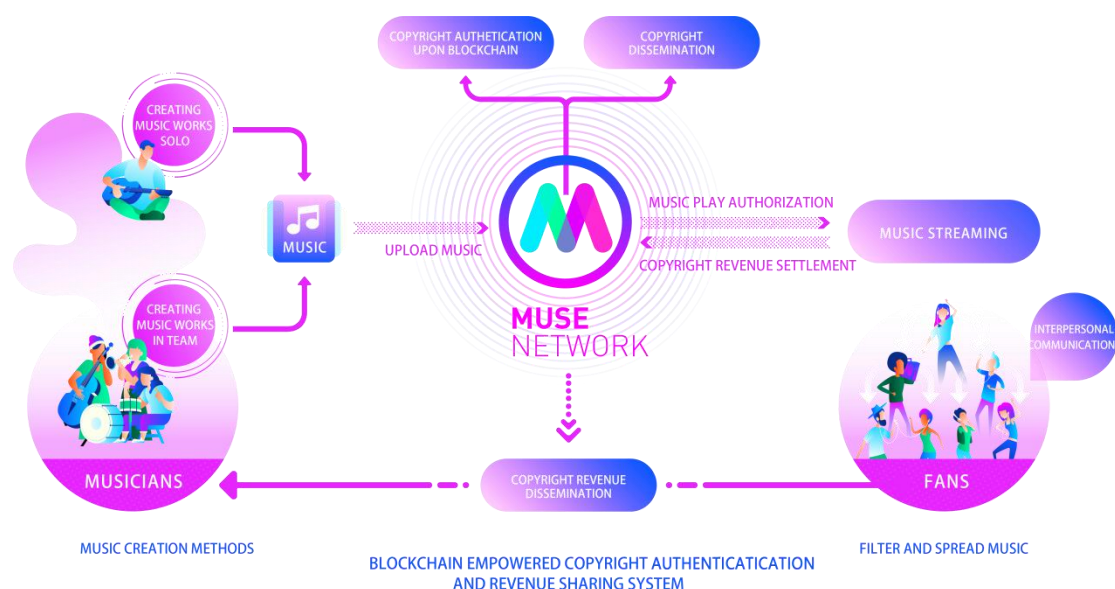 COPYRIGHT AUTHETICATION
UPON BLOCKCHAIN
COPYRIGHT
DISSEMINATION
CREATING
MUSIC WORKS
SOLO
MUSIC
UPLOAD MUSIC
MUSIC PLAY AUTHORIZATION
COPYRIGHT REVENUE SETTLEMENT
MUSIC STREAMING
CREATING
MUSIC WORKS
IN TEAM
MUSE
NETWORK
INTERPERSONAL
COMMUNICATION
MUSICIANS
COPYRIGHT REVENUE
DISSEMINATION
FANS
MUSIC CREATION METHODS
BLOCKCHAIN EMPOWERED COPYRIGHT AUTHENTICATICATION
AND REVENUE SHARING SYSTEM
FILTER AND SPREAD MUSIC